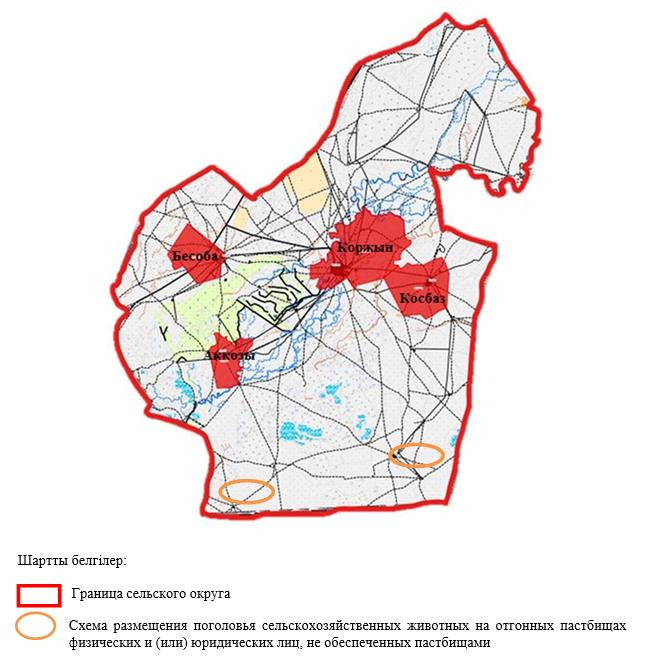 Коржын
Бесоба
Косбаз
Аккозы
Шартты белгілер:
Граница сельского округа
Схема размещения поголовья сельскохозяйственных животных на отгонных пастбищах
физических и (или) юридических лиц, не обеспеченных пастбищами